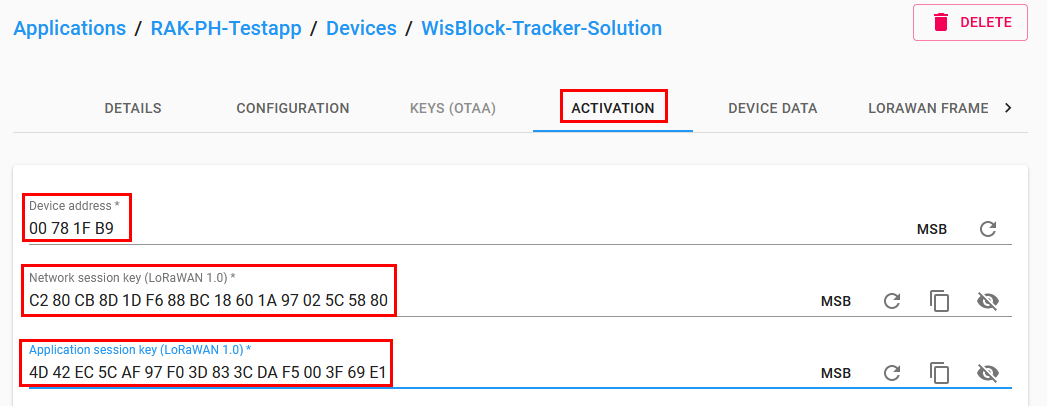 Applications / RAK-PH-Testapp / Devices / WisBlock-Tracker-Solution
DELETE
DETAILS CONFIGURATION KEYS (OTAA) ACTIVATION DEVICE DATA LORAWAN FRAME
Device address *
00 78 1F B9 MSB
Network session key (LoRaWAN 1.0) *
C2 80 CB 8D 1D F6 88 BC 18 60 1A 97 02 5C 58 80 MSB
Application session key (LoRaWAN 1.0) *
4D 42 EC 5C AF 97 F0 3D 83 3C DA F5 00 3F 69 E1 MSB